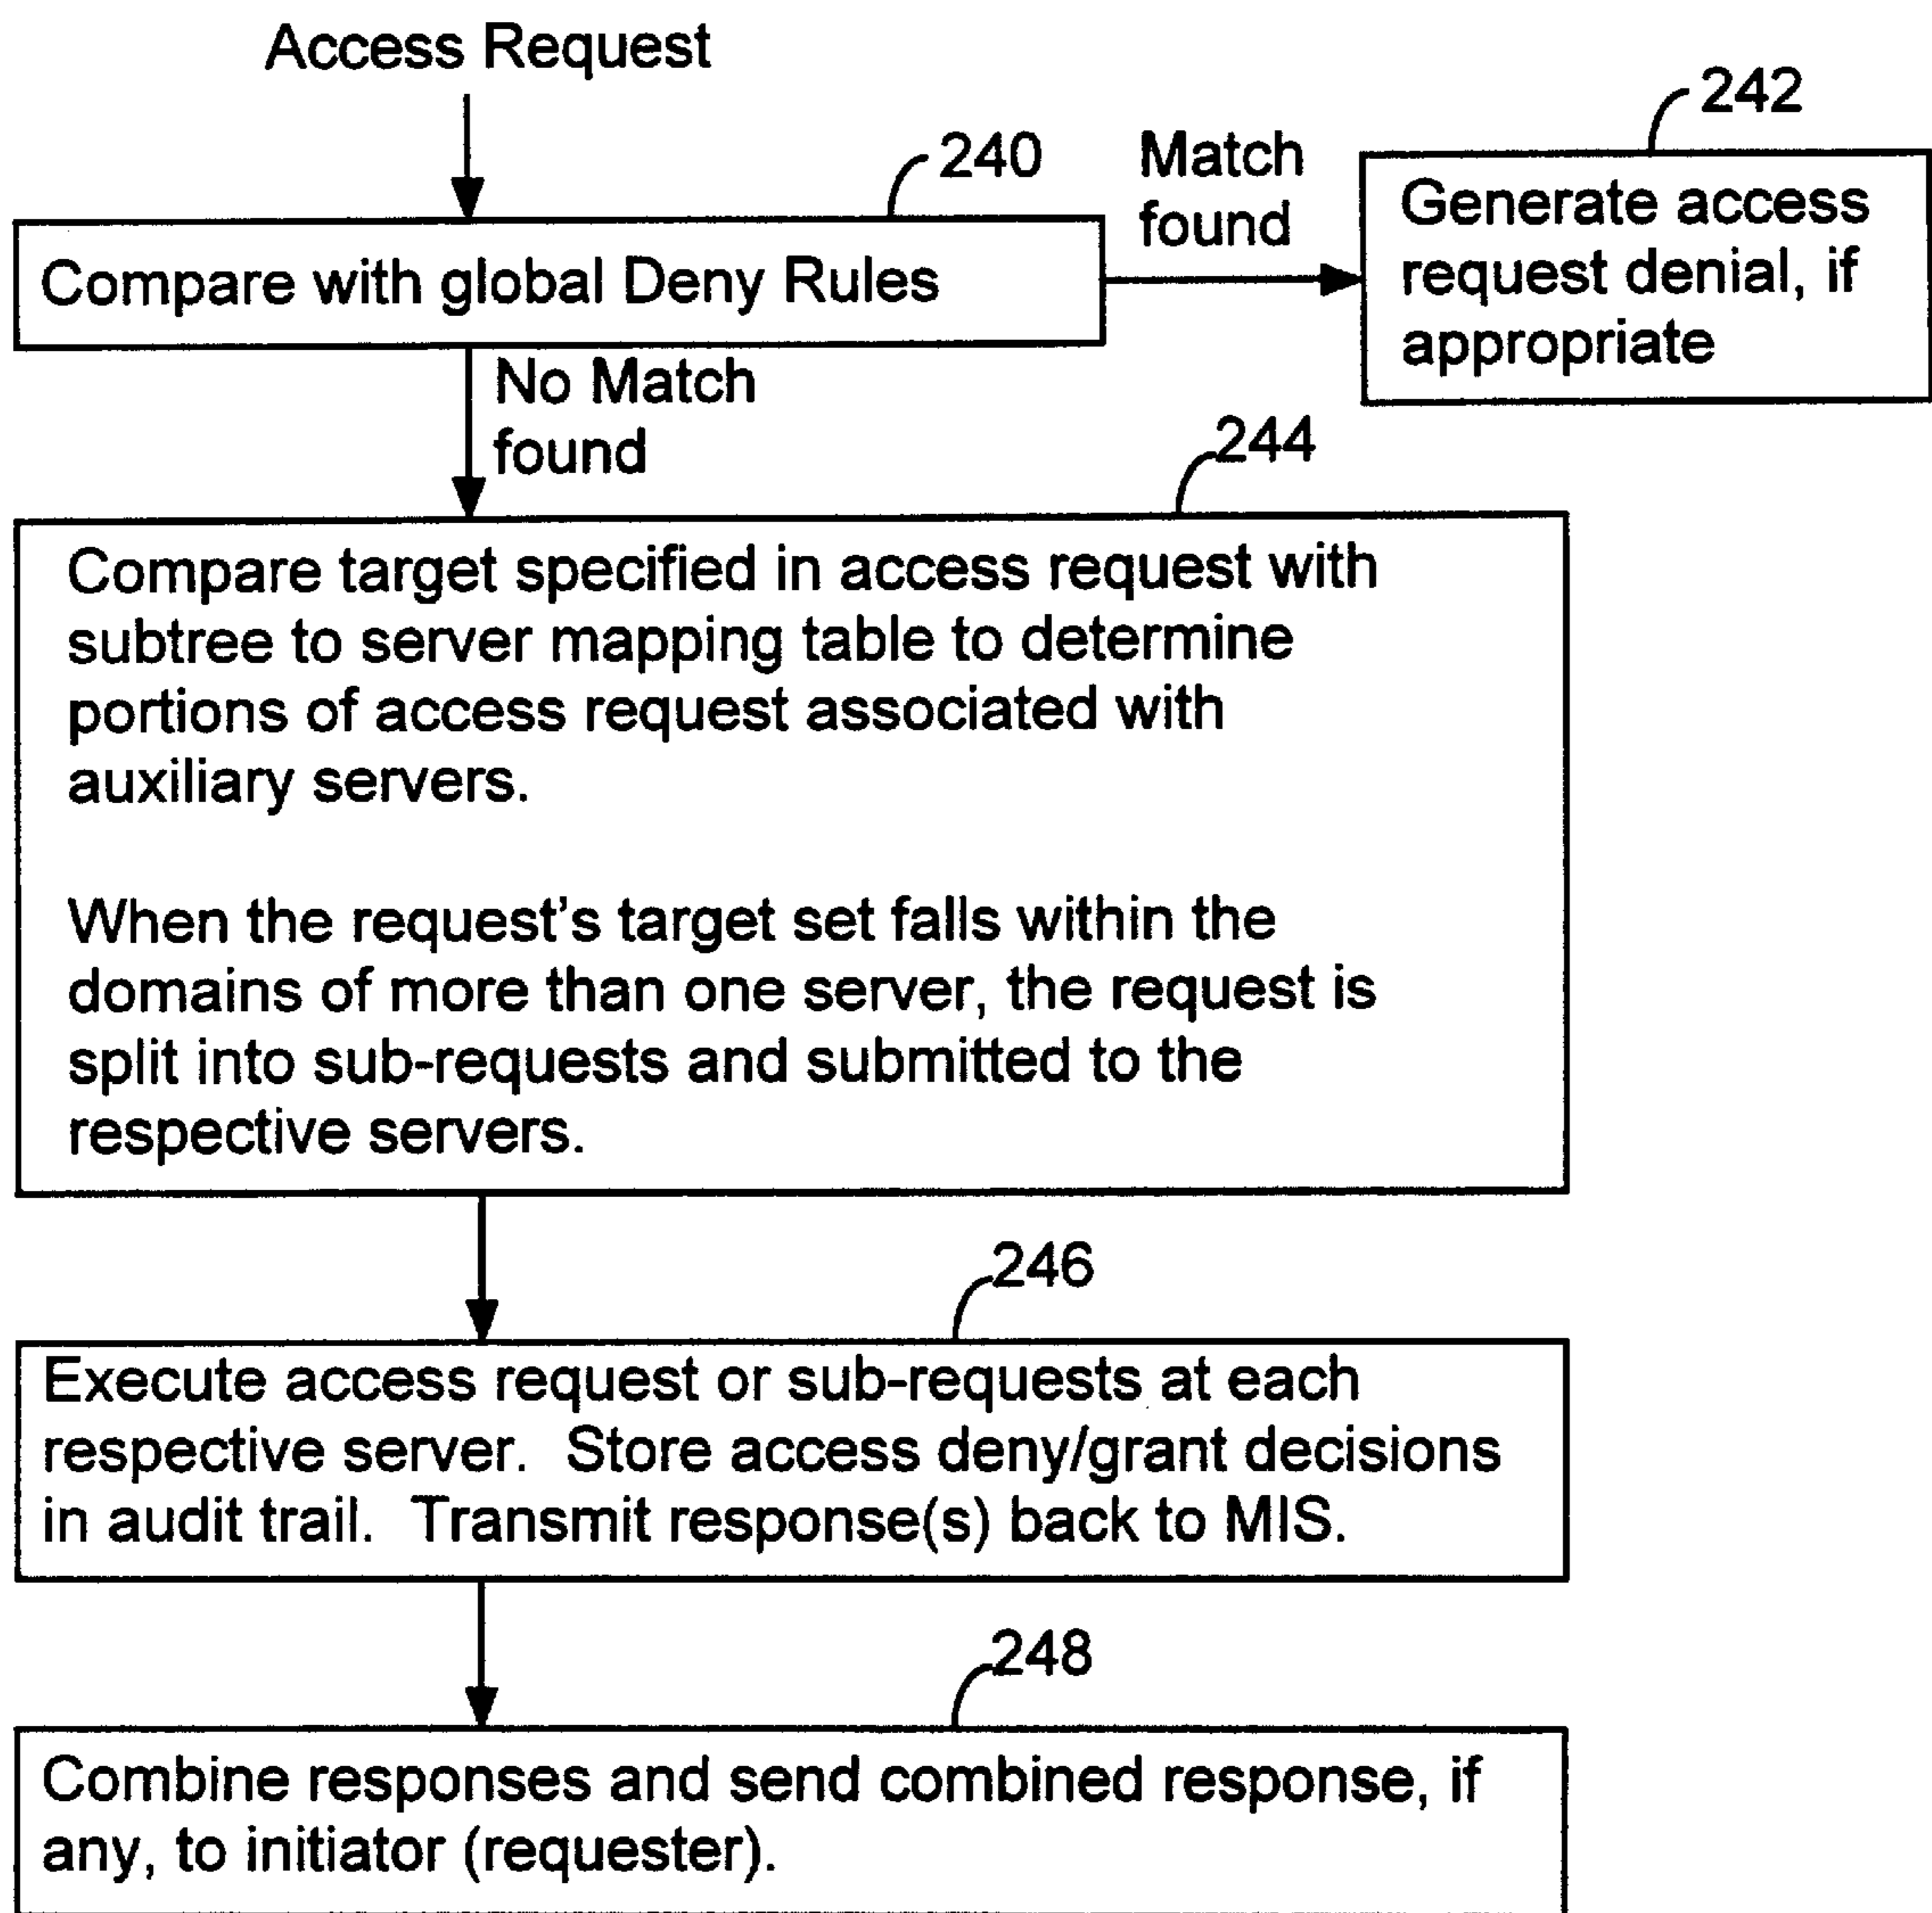 Access Request
240
Match
found
242
Generate access
request denial, if
appropriate
Compare with global Deny Rules
No Match
found
244
Compare target specified in access request with
subtree to server mapping table to determine
portions of access request associated with
auxiliary servers.
When the request's target set falls within the
domains of more than one server, the request is
split into sub-requests and submitted to the
respective servers.
246
Execute access request or sub-requests at each
respective server.  Store access deny/grant decisions
in audit trail.  Transmit response(s) back to MIS.
248
Combine responses and send combined response, if
any, to initiator (requester).